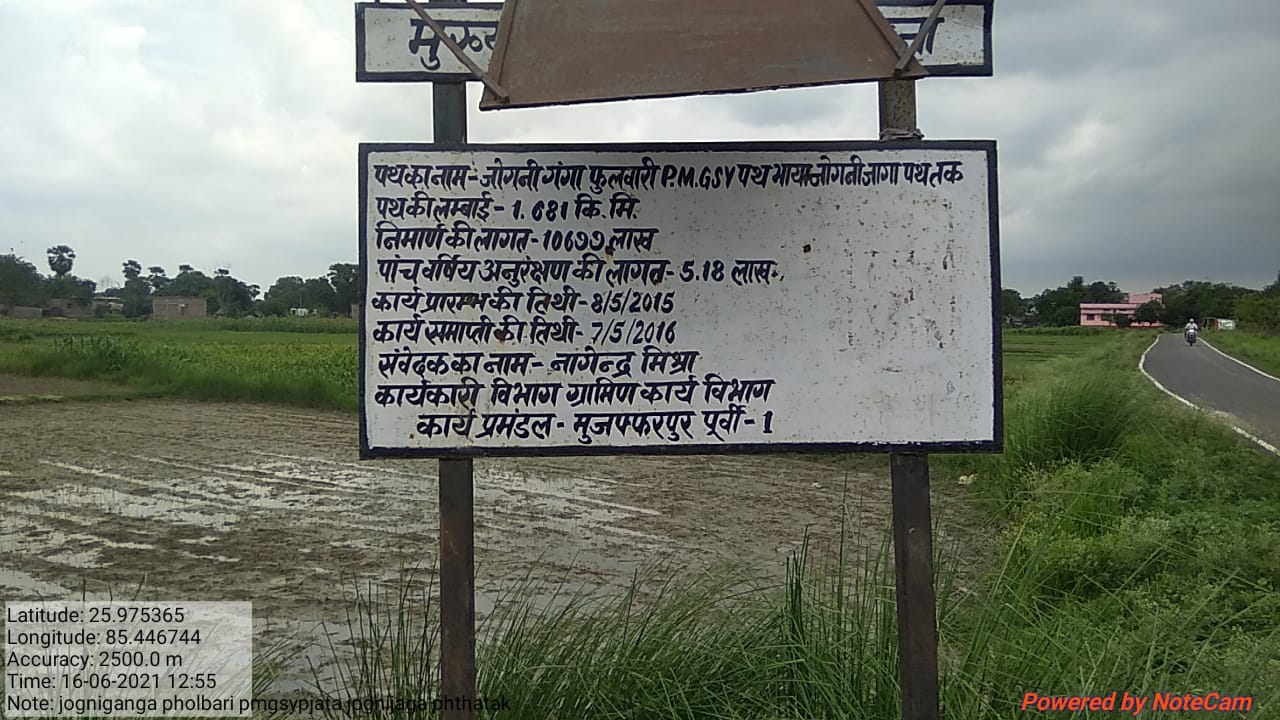 पथ का नाम - जोगनी गंगा फुलवारी P.M.GSY पथ भाया जोगनी जागा पथ तक
पथ की लम्बाई - 1.681 कि.मि.
निमार्ण की लागत - 106.77 लाख
पांच वर्षिय अनुरंक्षण की लागत - 5.18 लाख.
कार्य प्रारम्भ की तिथी - 8/5/2015
कार्य समाप्ती की तिथी - 7/5/2016
संवेदक का नाम - नागेन्द्र मिश्रा
कार्यकारी विभाग ग्रामिण कार्य विभाग
कार्य प्रमंडल - मुजफ्फरपुर पूर्वी - 1
Latitude: 25.975365
Longitude: 85.446744
Accuracy: 2500.0 m
Time: 16-06-2021 12:55
Note: jogniganga pholbari pmgsypjata jognijaga phthatak
Powered by NoteCam